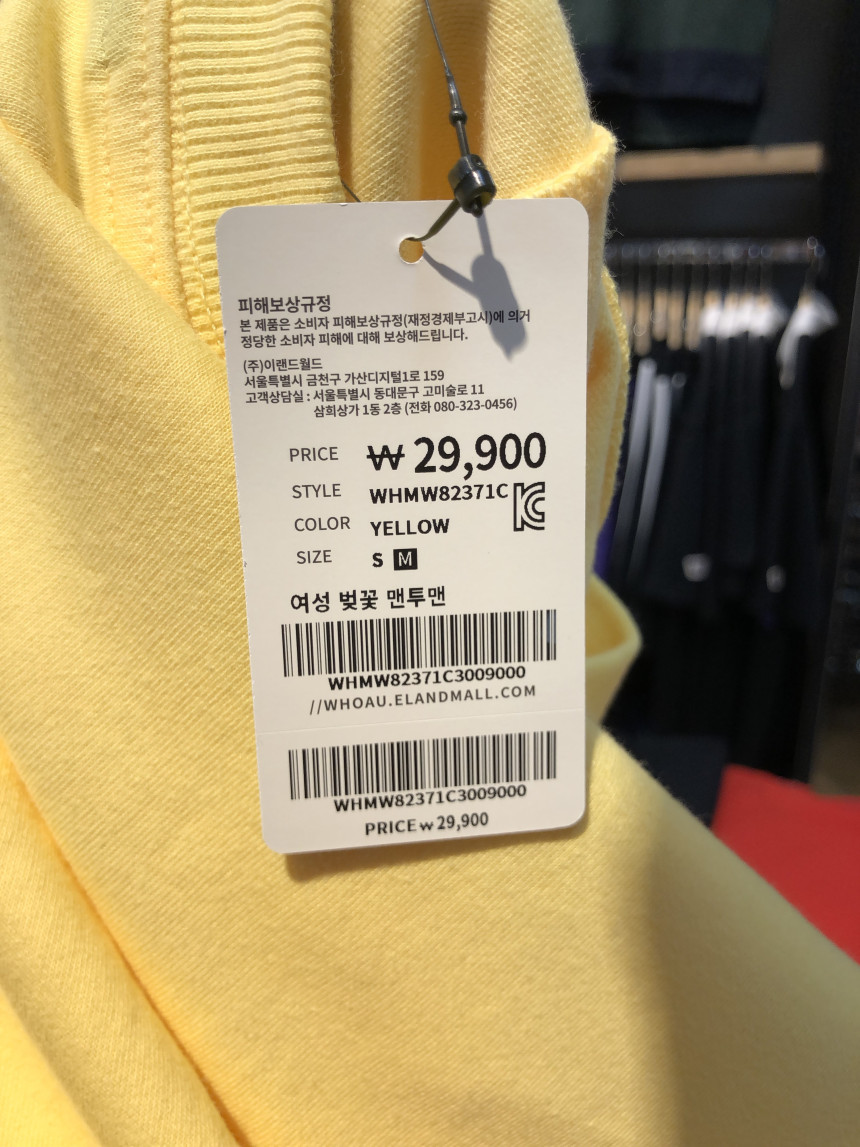 피해보상규정
본 제품은 소비자 피해보상규정(재정경제부고시)에 의거
정당한 소비자 피해에 대해 보상해드립니다.
(주)이랜드월드
서울특별시 금천구 가산디지털1로 159
고객상담실 : 서울특별시 동대문구 고미술로 11
삼희상가 1동 2층 (전화 080-323-0456)
PRICE ₩ 29,900
STYLE WHMW82371C
COLOR YELLOW
SIZE S M
여성 벚꽃 맨투맨
WHMW82371C3009000
//WHOAU.ELANDMALL.COM
WHMW82371C3009000
PRICE ₩ 29,900